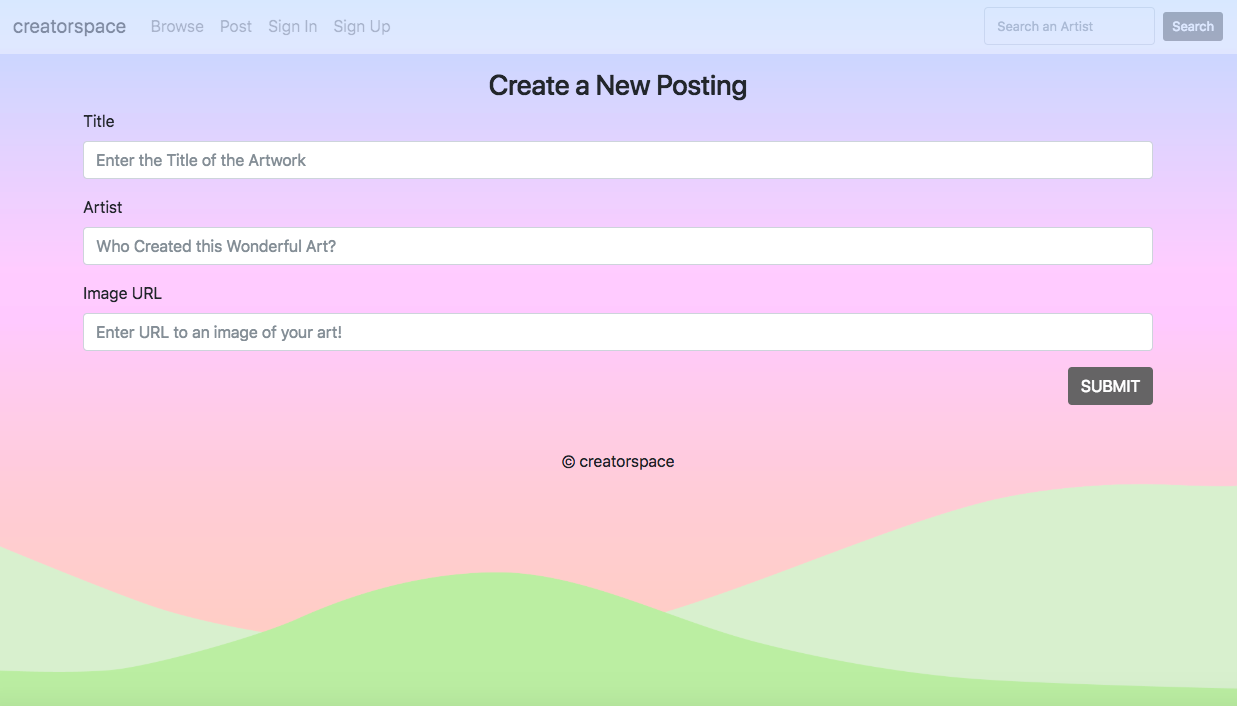 creatorspace Browse Post Sign In Sign Up Search an Artist Search
Create a New Posting
Title
Enter the Title of the Artwork
Artist
Who Created this Wonderful Art?
Image URL
Enter URL to an image of your art!
SUBMIT
© creatorspace